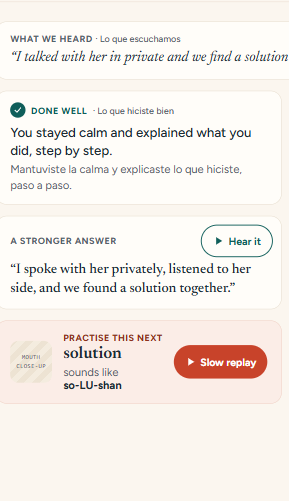 WHAT WE HEARD · Lo que escuchamos
“I talked with her in private and we find a solution
DONE WELL · Lo que hiciste bien
You stayed calm and explained what you
did, step by step.
Mantuviste la calma y explicaste lo que hiciste,
paso a paso.
A STRONGER ANSWER
Hear it
“I spoke with her privately, listened to her
side, and we found a solution together.”
PRACTISE THIS NEXT
MOUTH
CLOSE-UP
solution
sounds like
so-LU-shan
Slow replay